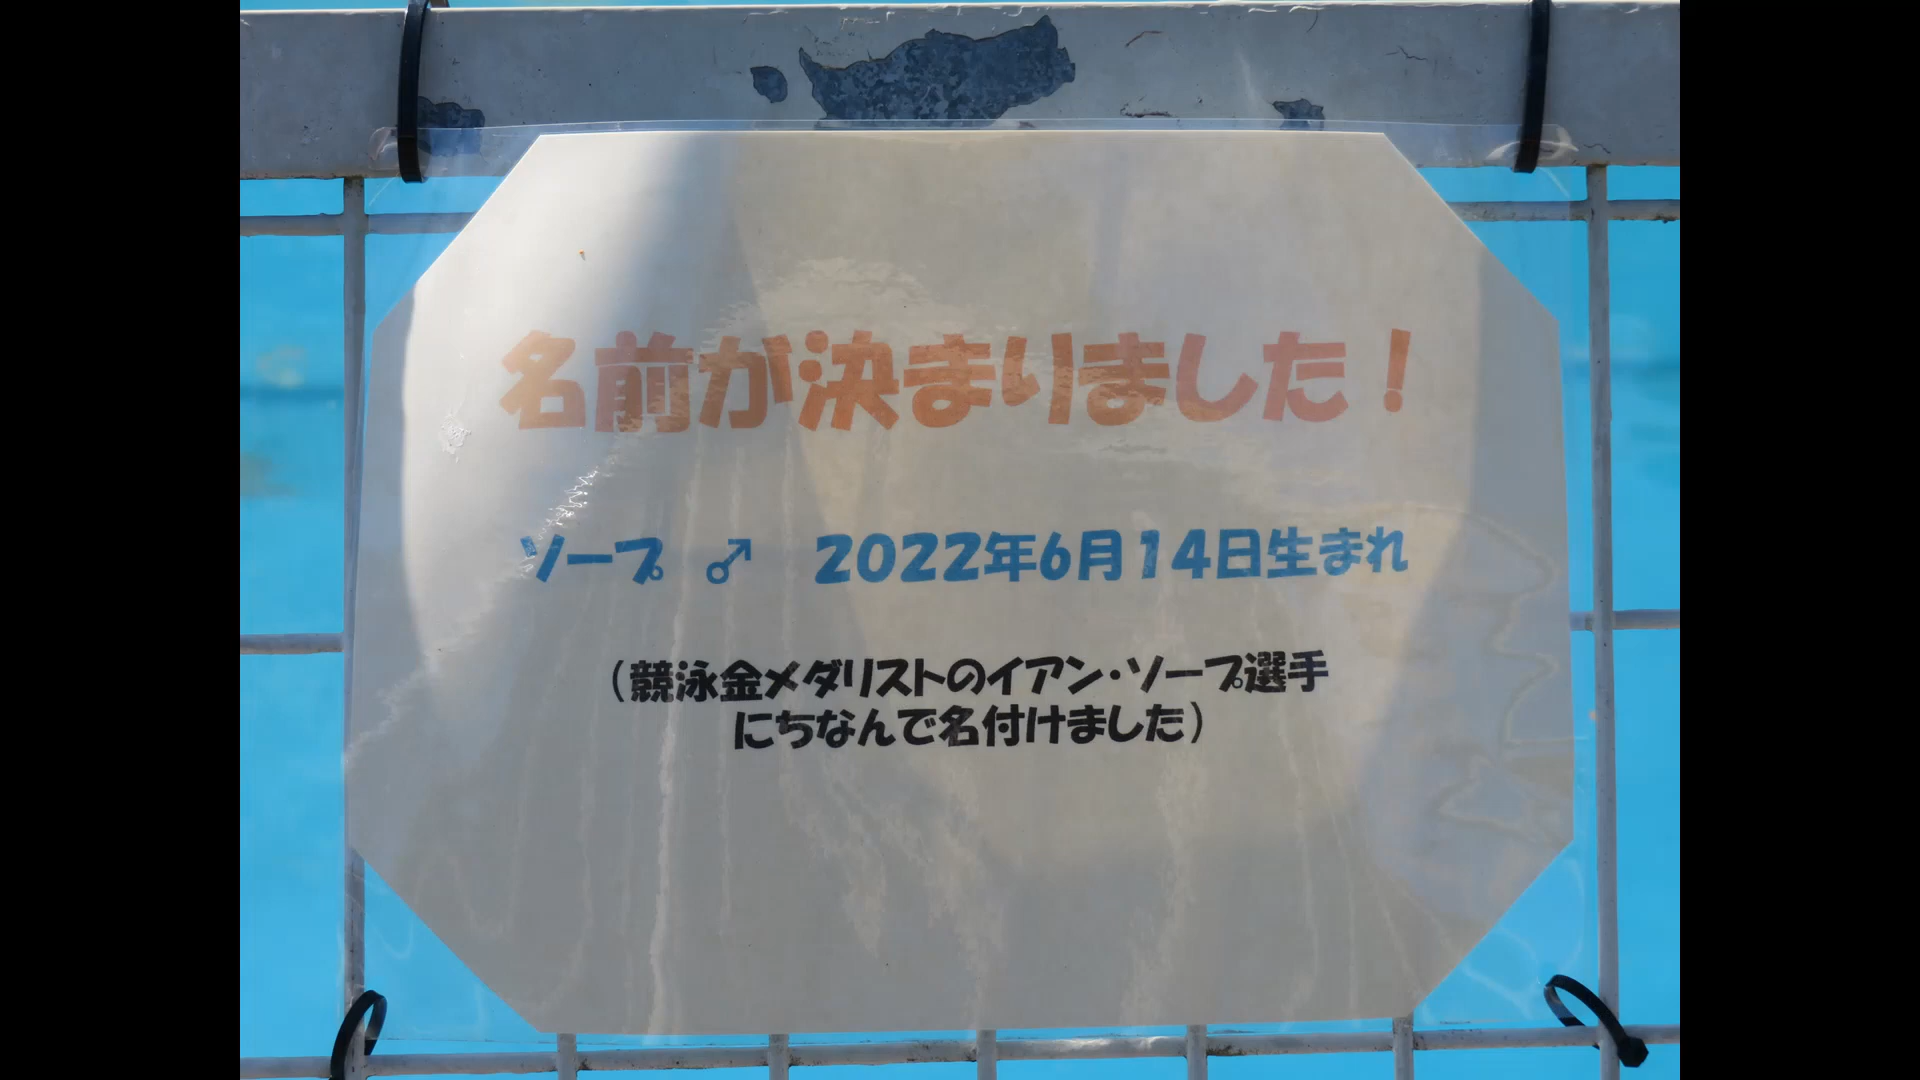 名前が決まりました！
ソープ ♂ 2022年6月14日生まれ
（競泳金メダリストのイアン・ソープ選手
にちなんで名付けました）